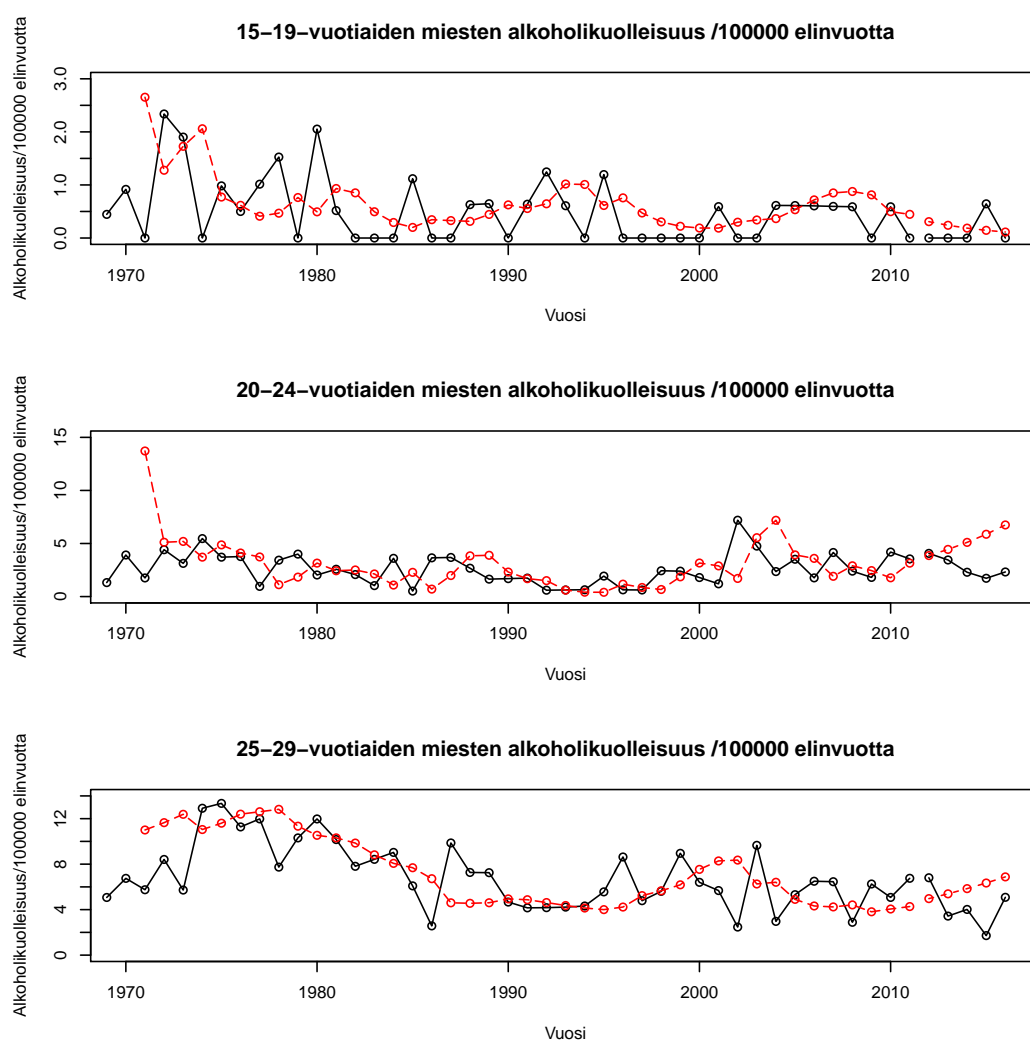 15−19−vuotiaiden miesten alkoholikuolleisuus /100000 elinvuotta
Alkoholikuolleisuus/100000 elinvuotta
3.0
2.0
1.0
0.0
1970 1980 1990 2000 2010
Vuosi
20−24−vuotiaiden miesten alkoholikuolleisuus /100000 elinvuotta
Alkoholikuolleisuus/100000 elinvuotta
15
10
5
0
1970 1980 1990 2000 2010
Vuosi
25−29−vuotiaiden miesten alkoholikuolleisuus /100000 elinvuotta
Alkoholikuolleisuus/100000 elinvuotta
12
8
4
0
1970 1980 1990 2000 2010
Vuosi